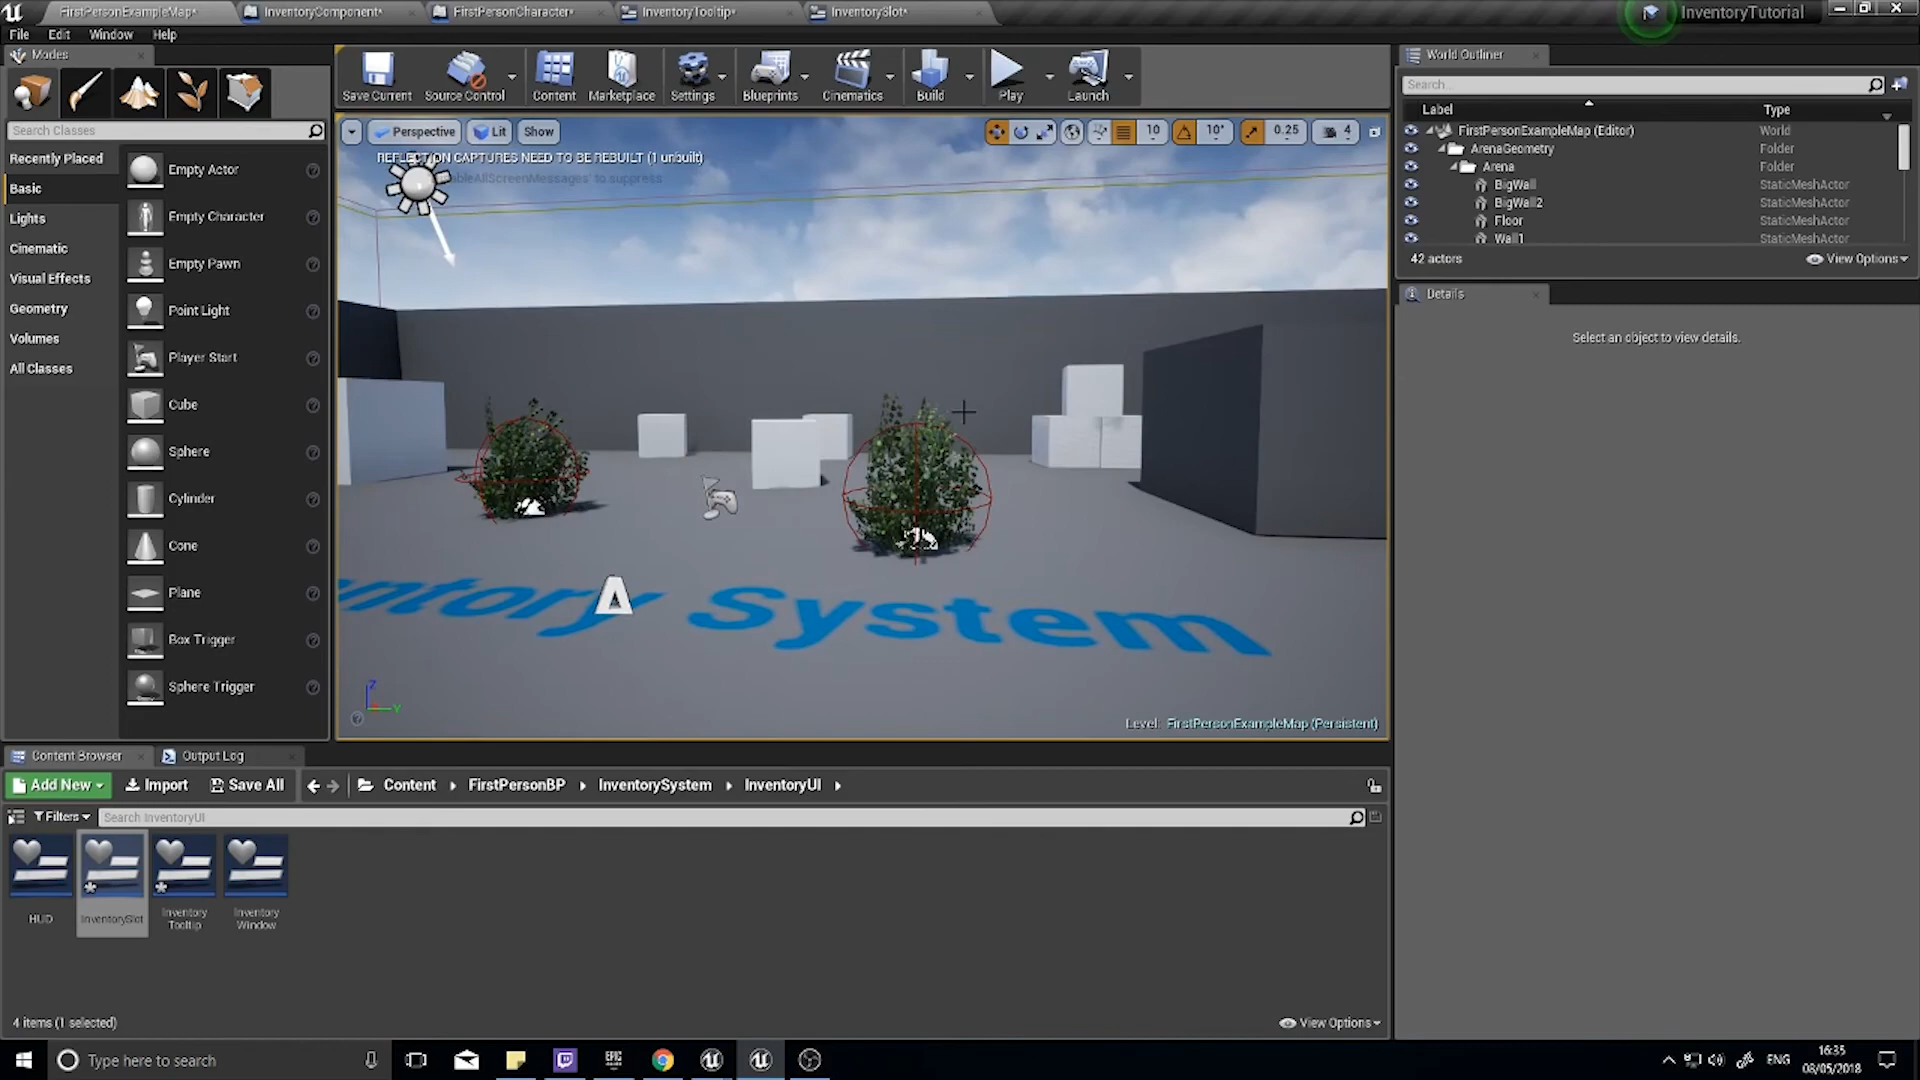 FirstPersonExampleMap*
InventoryComponent*
FirstPersonCharacter*
InventoryTooltip*
InventorySlot*
InventoryTutorial
File Edit Window Help
Modes
Search Classes
Recently Placed
Basic
Lights
Cinematic
Visual Effects
Geometry
Volumes
All Classes
Empty Actor
Empty Character
Empty Pawn
Point Light
Player Start
Cube
Sphere
Cylinder
Cone
Plane
Box Trigger
Sphere Trigger
Save Current
Source Control
Content
Marketplace
Settings
Blueprints
Cinematics
Build
Play
Launch
Perspective
Lit
Show
10
10°
0.25
4
REFLECTION CAPTURES NEED TO BE REBUILT (1 unbuilt)
ableAllScreenMessages' to suppress
ntory System
Z
Y
Level: FirstPersonExampleMap (Persistent)
World Outliner
Search...
Label Type
FirstPersonExampleMap (Editor) World
ArenaGeometry Folder
Arena Folder
BigWall StaticMeshActor
BigWall2 StaticMeshActor
Floor StaticMeshActor
Wall1 StaticMeshActor
42 actors
View Options
Details
Select an object to view details.
Content Browser
Output Log
Add New
Import
Save All
Content
FirstPersonBP
InventorySystem
InventoryUI
Filters
Search InventoryUI
HUD
InventorySlot
Inventory
Tooltip
Inventory
Window
4 items (1 selected)
View Options
Type here to search
EPIC
ENG
16:35
08/05/2018